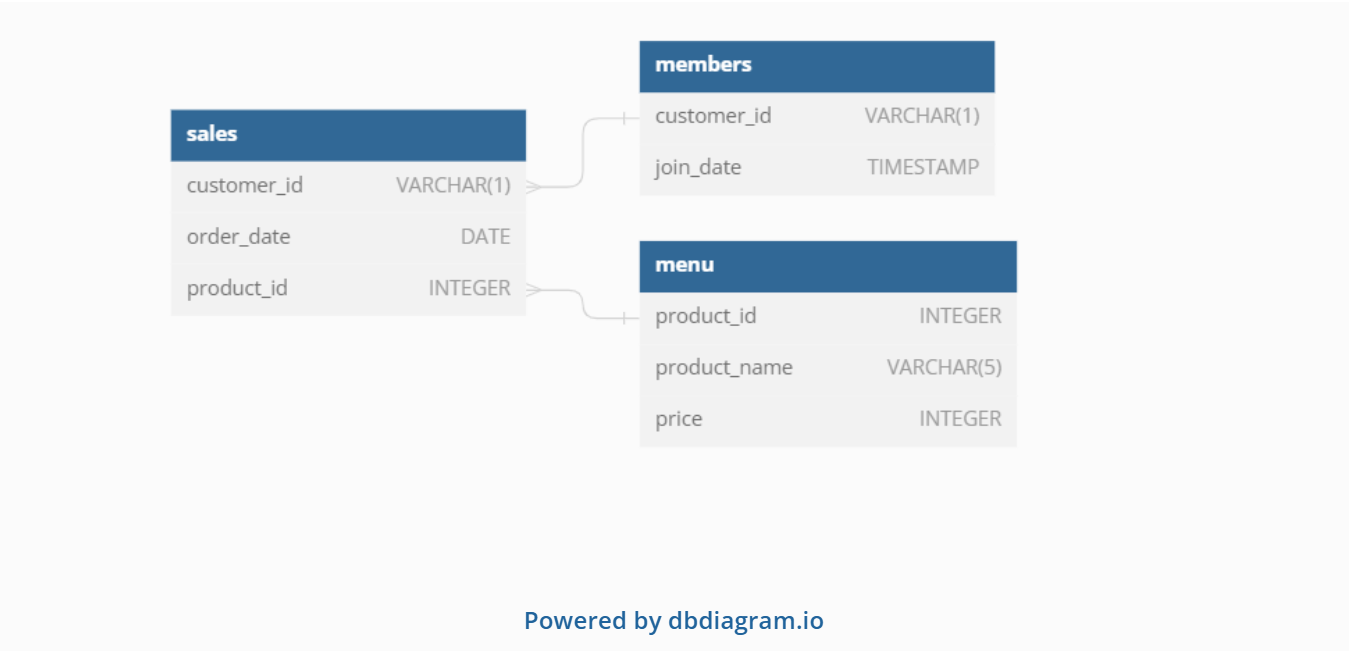 sales
customer_id VARCHAR(1)
order_date DATE
product_id INTEGER
members
customer_id VARCHAR(1)
join_date TIMESTAMP
menu
product_id INTEGER
product_name VARCHAR(5)
price INTEGER
Powered by dbdiagram.io